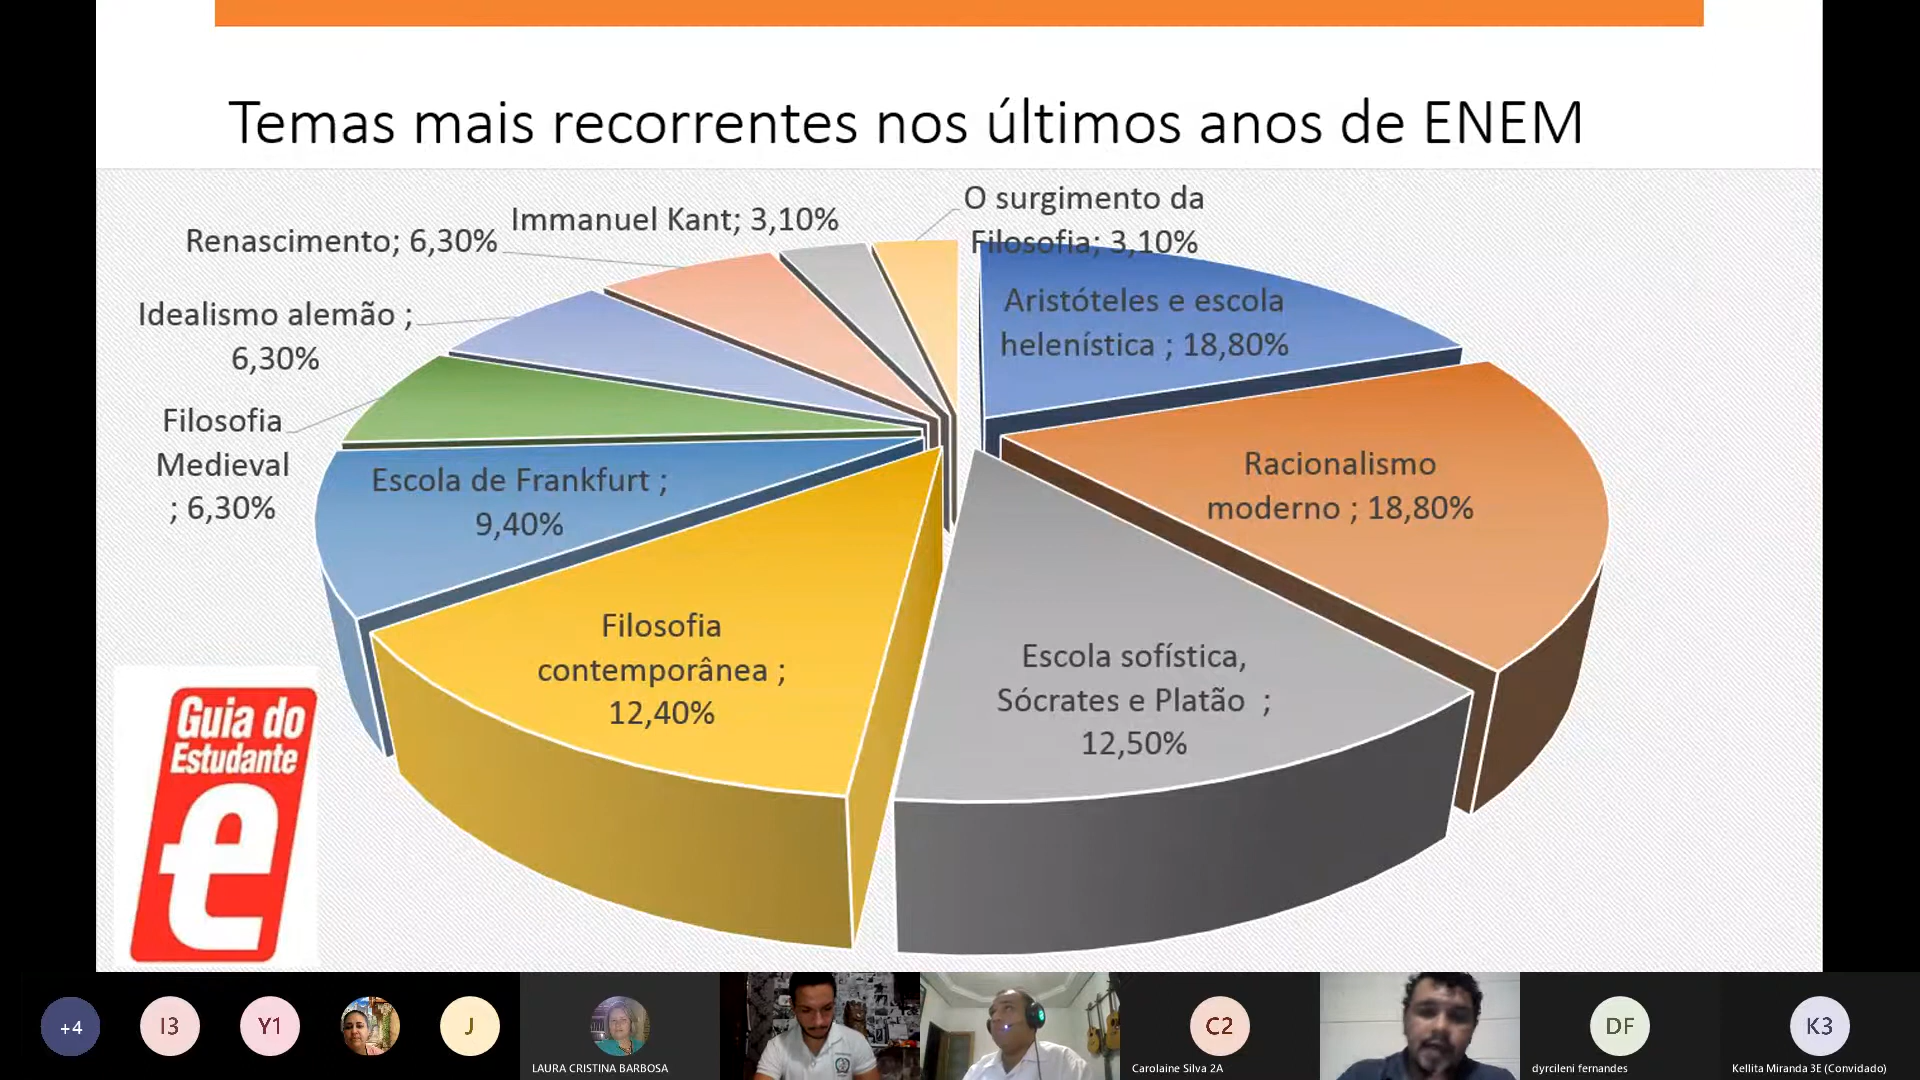 Temas mais recorrentes nos últimos anos de ENEM
O surgimento da
Filosofia; 3,10%
Immanuel Kant; 3,10%
Renascimento; 6,30%
Idealismo alemão ;
6,30%
Filosofia
Medieval
; 6,30%
Aristóteles e escola
helenística ; 18,80%
Racionalismo
moderno ; 18,80%
Escola de Frankfurt ;
9,40%
Filosofia
contemporânea ;
12,40%
Escola sofística,
Sócrates e Platão  ;
12,50%
Guia do
Estudante
e
+4
I3
Y1
J
LAURA CRISTINA BARBOSA
C2
Carolaine Silva 2A
DF
dyrcileni fernandes
K3
Kellita Miranda 3E (Convidado)